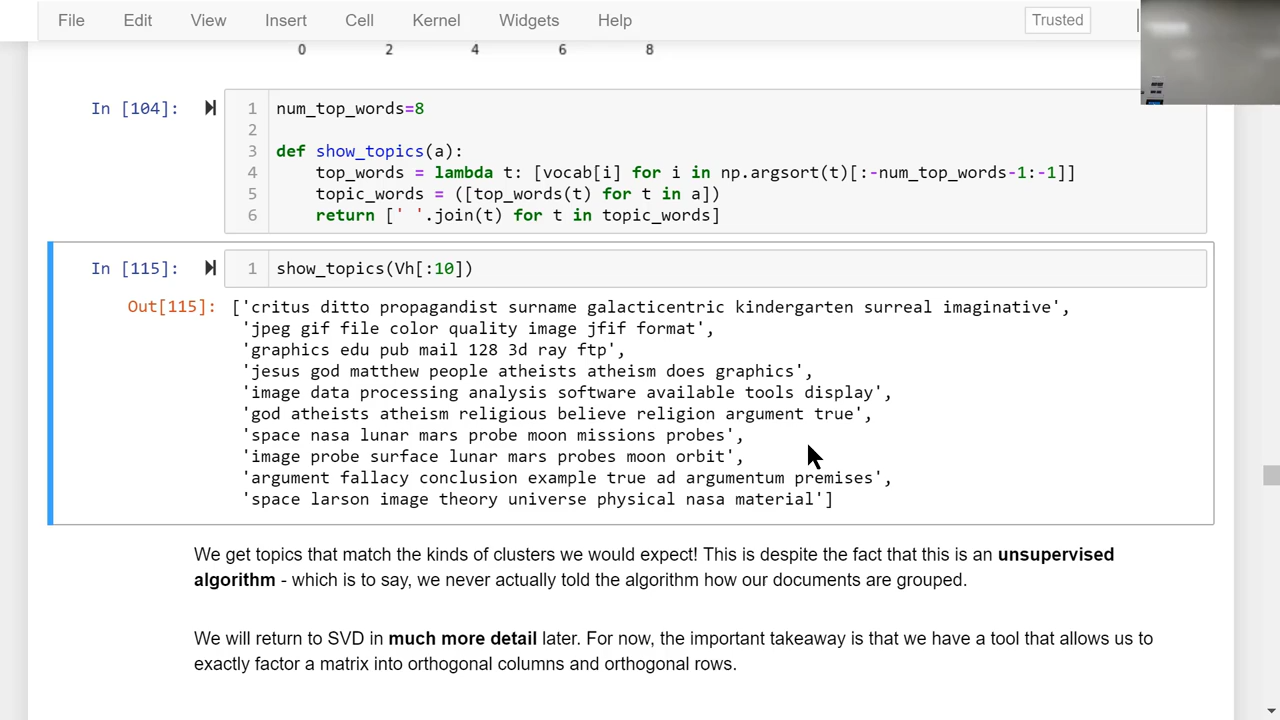 File Edit View Insert Cell Kernel Widgets Help Trusted
0 2 4 6 8
In [104]:
1 num_top_words=8
2
3 def show_topics(a):
4 top_words = lambda t: [vocab[i] for i in np.argsort(t)[:-num_top_words-1:-1]]
5 topic_words = ([top_words(t) for t in a])
6 return [' '.join(t) for t in topic_words]
In [115]:
1 show_topics(Vh[:10])
Out[115]: ['critus ditto propagandist surname galacticentric kindergarten surreal imaginative',
'jpeg gif file color quality image jfif format',
'graphics edu pub mail 128 3d ray ftp',
'jesus god matthew people atheists atheism does graphics',
'image data processing analysis software available tools display',
'god atheists atheism religious believe religion argument true',
'space nasa lunar mars probe moon missions probes',
'image probe surface lunar mars probes moon orbit',
'argument fallacy conclusion example true ad argumentum premises',
'space larson image theory universe physical nasa material']
We get topics that match the kinds of clusters we would expect! This is despite the fact that this is an unsupervised
algorithm - which is to say, we never actually told the algorithm how our documents are grouped.
We will return to SVD in much more detail later. For now, the important takeaway is that we have a tool that allows us to
exactly factor a matrix into orthogonal columns and orthogonal rows.